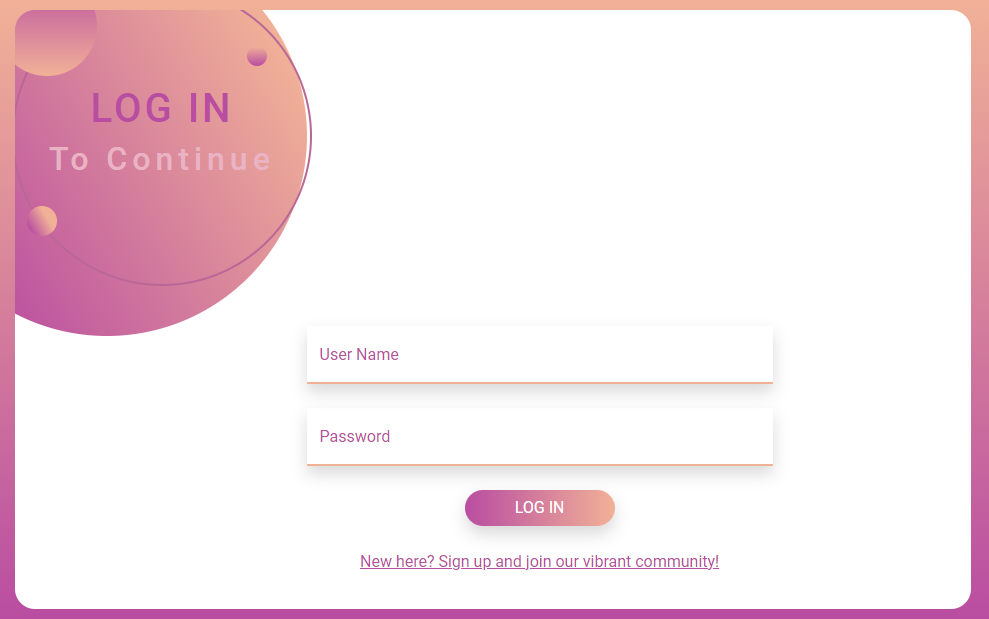 LOG IN
To Continue
User Name
Password
LOG IN
New here? Sign up and join our vibrant community!